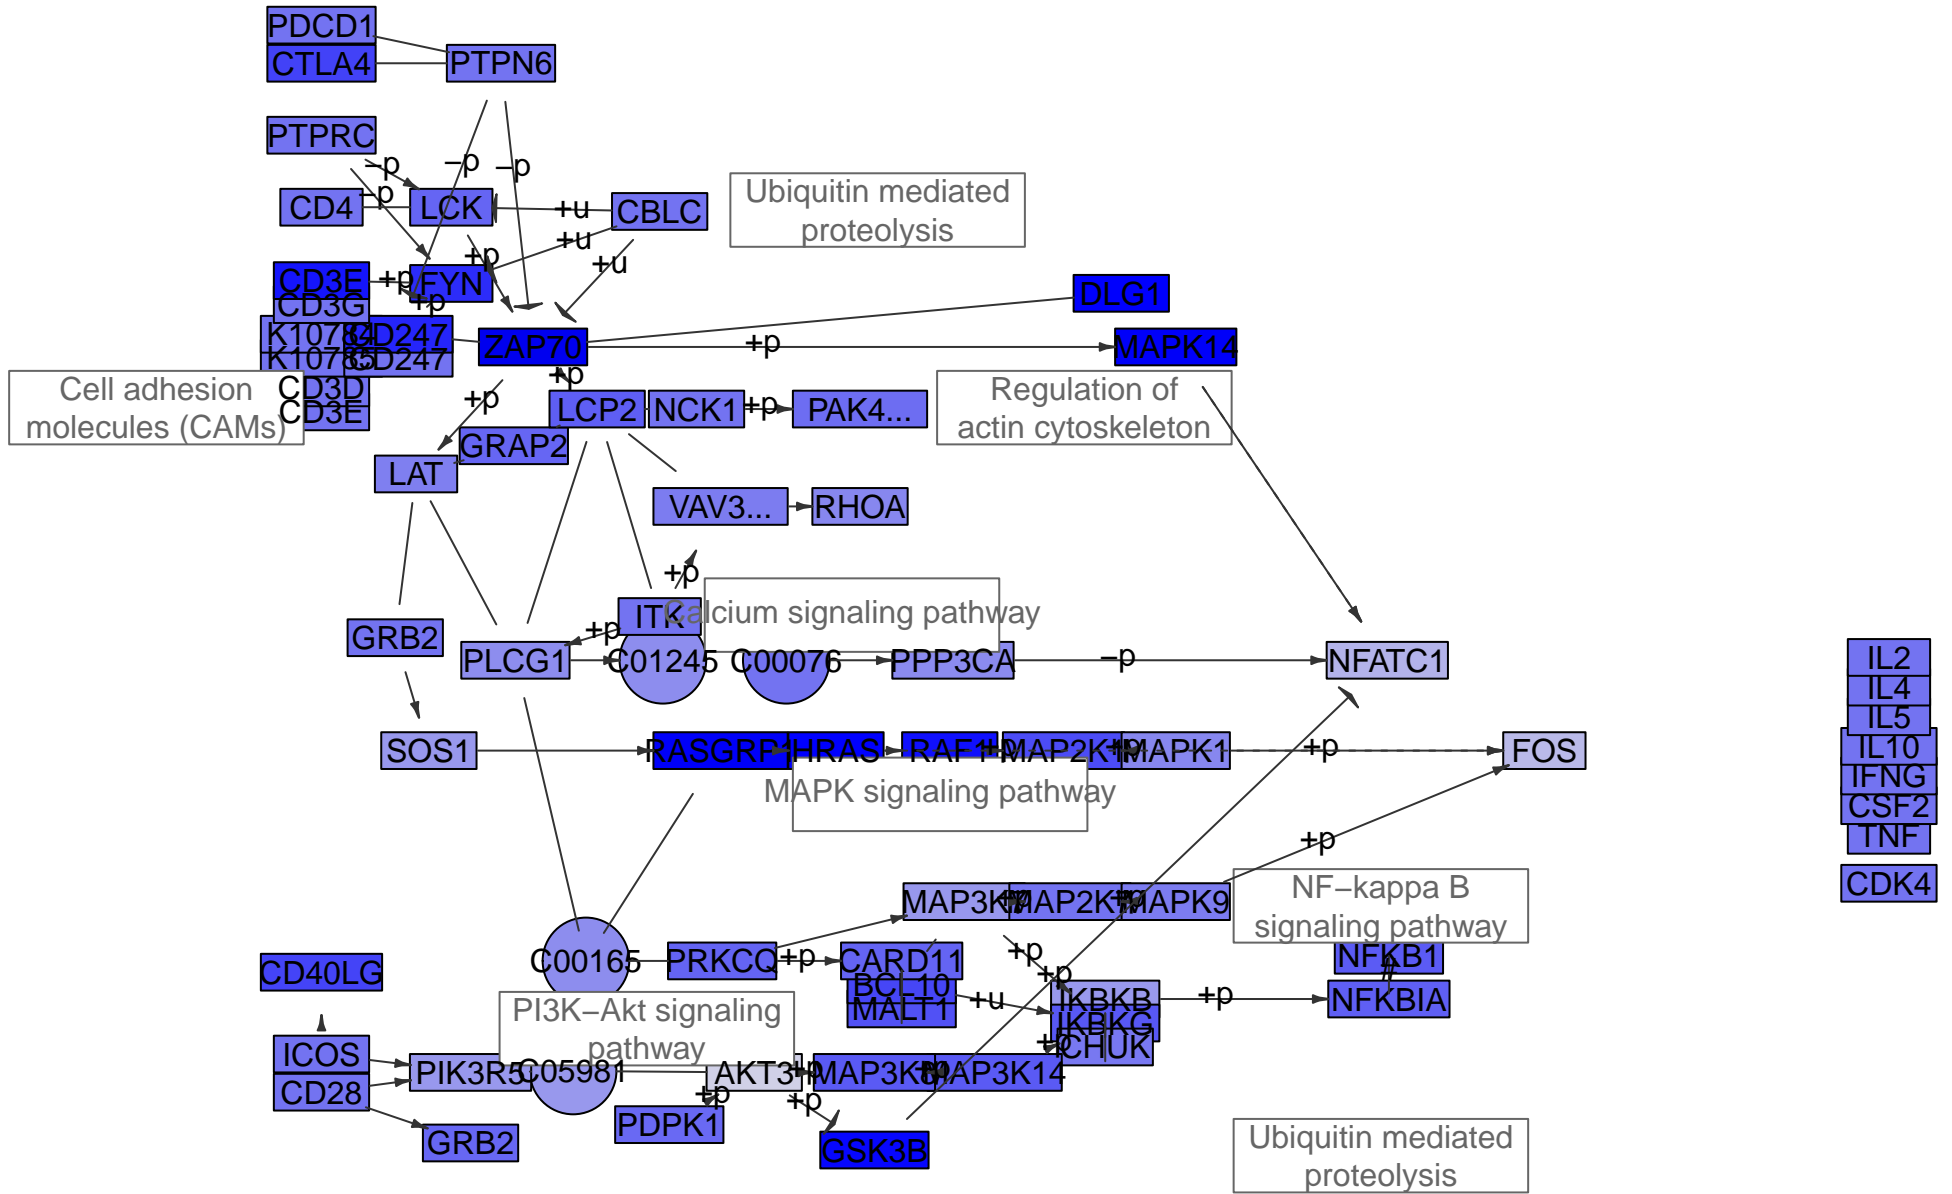 PDCD1
CTLA4
PTPN6
PTPRC
−p
−p
−p
−p
CD4
LCK
+u
CBLC
+u
Ubiquitin mediated
proteolysis
+p
+u
CD3E
+p
FYN
+p
CD3G
DLG1
CD247
ZAP70
+p
MAPK14
CD247
+p
CD3D
CD3E
Cell adhesion
molecules (CAMs)
+p
LCP2
NCK1
+p
PAK4...
Regulation of
actin cytoskeleton
GRAP2
LAT
VAV3...
RHOA
+p
ITK
Calcium signaling pathway
GRB2
+p
PLCG1
C01245
C00076
PPP3CA
−p
NFATC1
IL2
IL4
IL5
IL10
IFNG
CSF2
TNF
CDK4
SOS1
RASGRP1
HRAS
RAF1
MAPK1
+p
FOS
MAPK signaling pathway
+p
MAPK9
NF−kappa B
signaling pathway
C00165
PRKCQ
+p
CARD11
+p
+p
NFKB1
CD40LG
BCL10
MALT1
+u
IKBKB
IKBKG
CHUK
+p
NFKBIA
PI3K−Akt signaling
pathway
ICOS
CD28
PIK3R5
C05981
AKT3
+p
MAP3K14
+p
+p
PDPK1
GRB2
GSK3B
Ubiquitin mediated
proteolysis